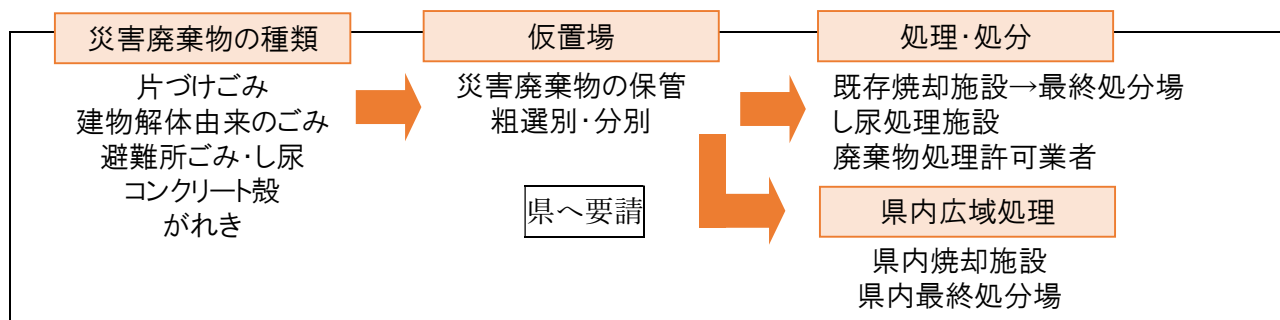 災害廃棄物の種類
片づけごみ
建物解体由来のごみ
避難所ごみ・し尿
コンクリート殻
がれき
仮置場
災害廃棄物の保管
粗選別・分別
県へ要請
処理・処分
既存焼却施設→最終処分場
し尿処理施設
廃棄物処理許可業者
県内広域処理
県内焼却施設
県内最終処分場